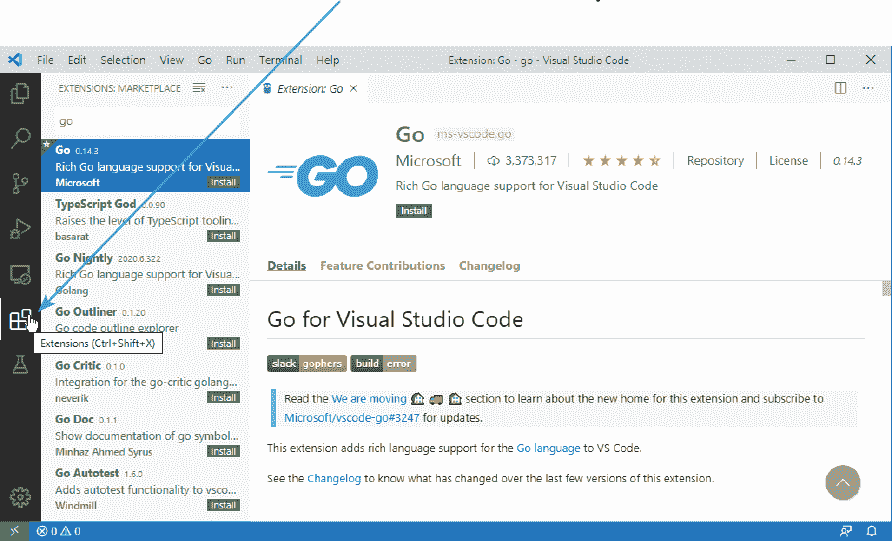 File Edit Selection View Go Run Terminal Help
Extension: Go - go - Visual Studio Code
EXTENSIONS: MARKETPLACE
Extension: Go
go
Go 0.14.3
Rich Go language support for Visua...
Microsoft Install
TypeScript God 0.0.90
Raises the level of TypeScript toolin...
basarat Install
Go Nightly 2020.6.322
Rich Go language support for Visua...
Golang Install
Go Outliner 0.1.20
Go code outline explorer
Install
Extensions (Ctrl+Shift+X)
Go Critic 0.1.0
Integration for the go-critic golang...
neverik Install
Go Doc 0.1.1
Show documentation of go symbol...
Minhaz Ahmed Syrus Install
Go Autotest 1.6.0
Adds autotest functionality to vsco...
Windmill Install
GO
Go ms-vscode.go
Microsoft 3,373,317 Repository License 0.14.3
Rich Go language support for Visual Studio Code
Install
Details Feature Contributions Changelog
Go for Visual Studio Code
slack gophers build error
Read the We are moving section to learn about the new home for this extension and subscribe to
Microsoft/vscode-go#3247 for updates.
This extension adds rich language support for the Go language to VS Code.
See the Changelog to know what has changed over the last few versions of this extension.
0 0